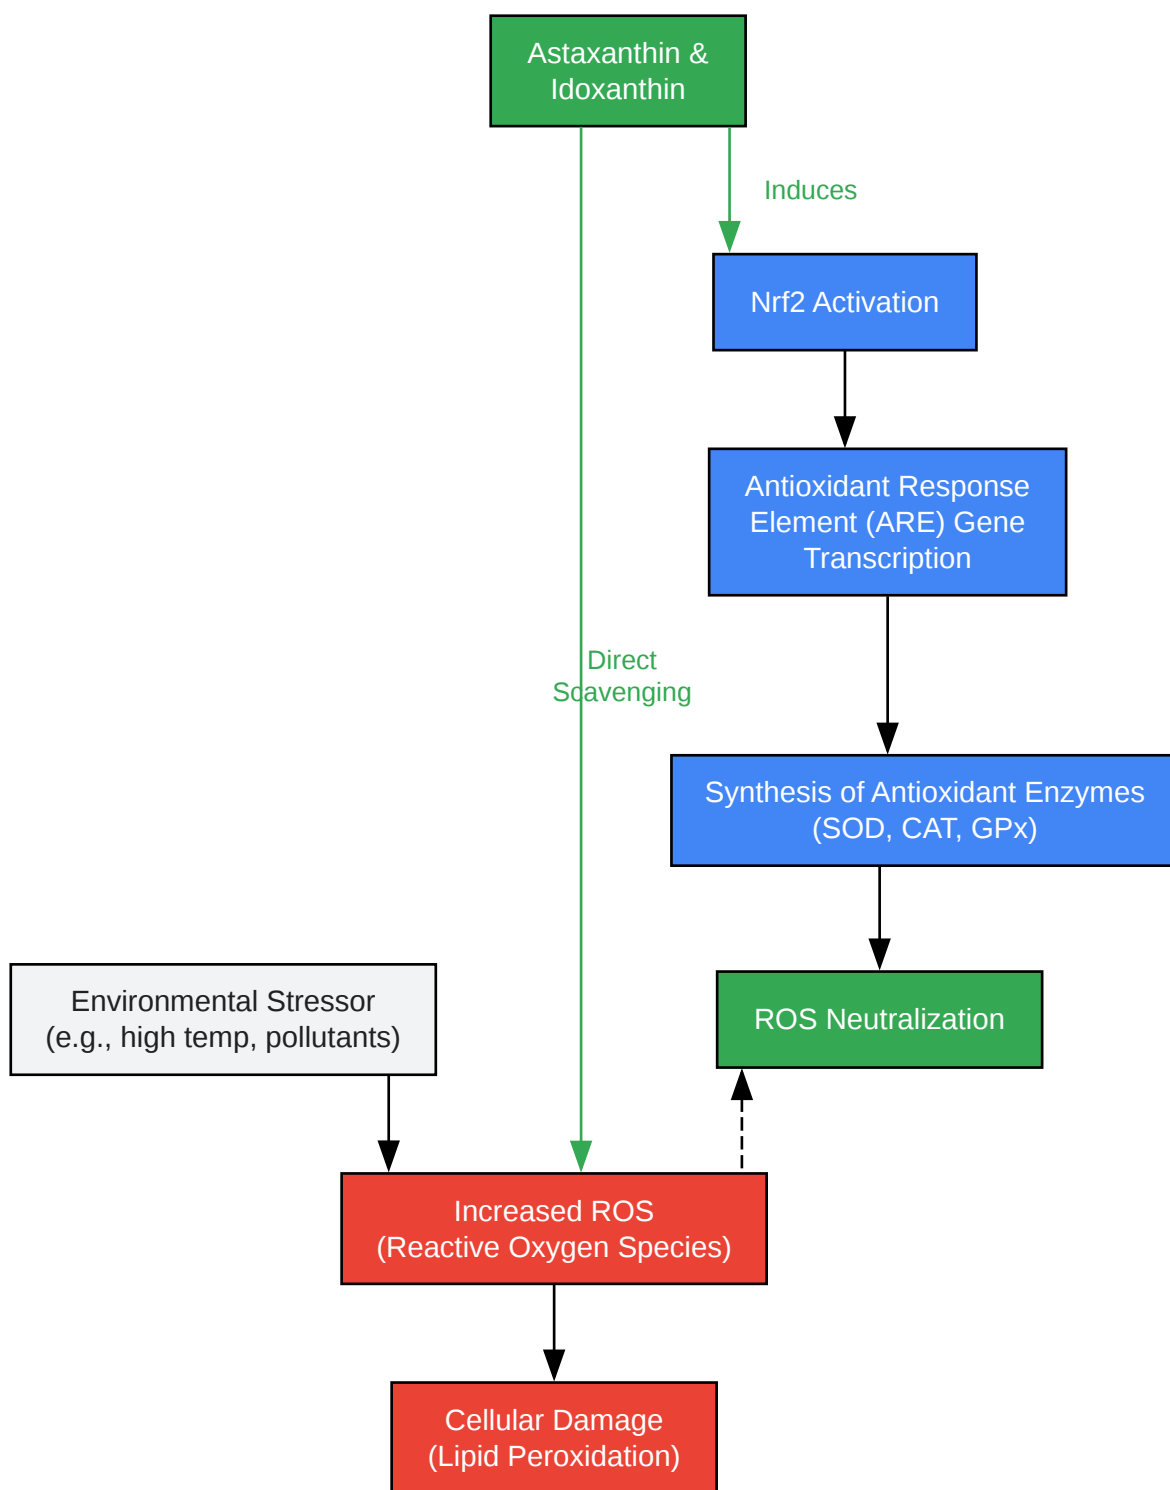 Astaxanthin &
Idoxanthin
Induces
Nrf2 Activation
Antioxidant Response
Element (ARE) Gene
Transcription
Direct
Scavenging
Synthesis of Antioxidant Enzymes
(SOD, CAT, GPx)
Environmental Stressor
(e.g., high temp, pollutants)
ROS Neutralization
Increased ROS
(Reactive Oxygen Species)
Cellular Damage
(Lipid Peroxidation)